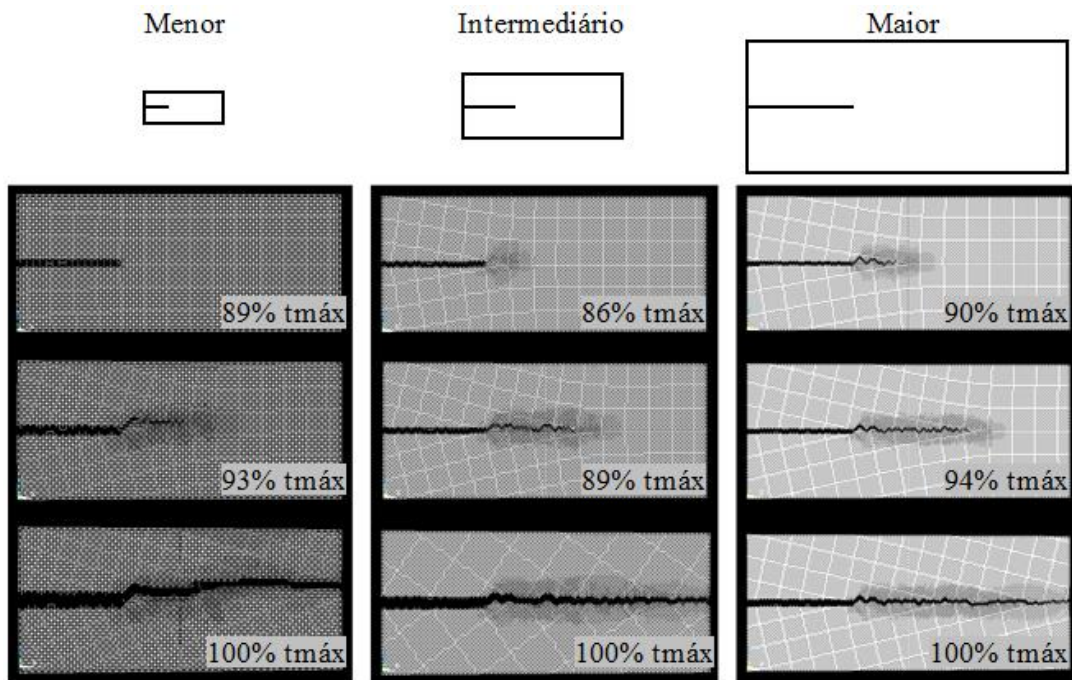 Menor
Intermediário
Maior
89% tmáx
86% tmáx
90% tmáx
93% tmáx
89% tmáx
94% tmáx
100% tmáx
100% tmáx
100% tmáx